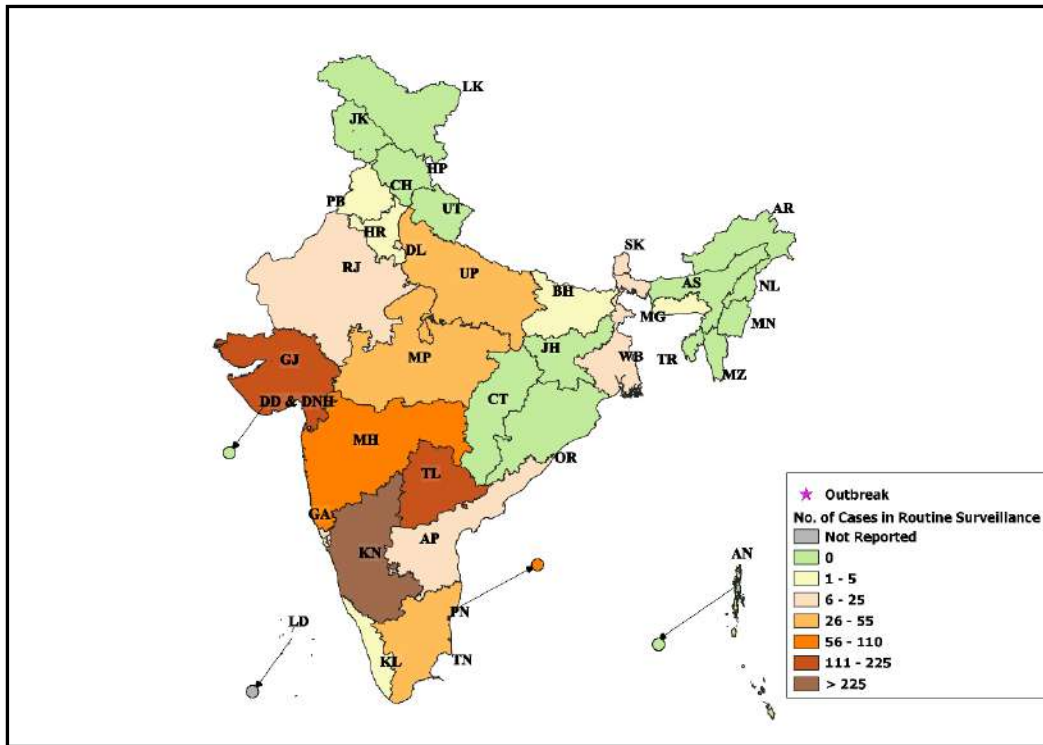 LK
JK
HP
CH
PB
UT
AR
HR
DL
SK
RJ
UP
AS
NL
BH
MG
MN
JH
TR
WB
GJ
MP
MZ
CT
DD & DNH
MH
OR
TL
GA
KN
AP
AN
PN
LD
KL
TN
Outbreak
No. of Cases in Routine Surveillance
Not Reported
0
1 - 5
6 - 25
26 - 55
56 - 110
111 - 225
> 225